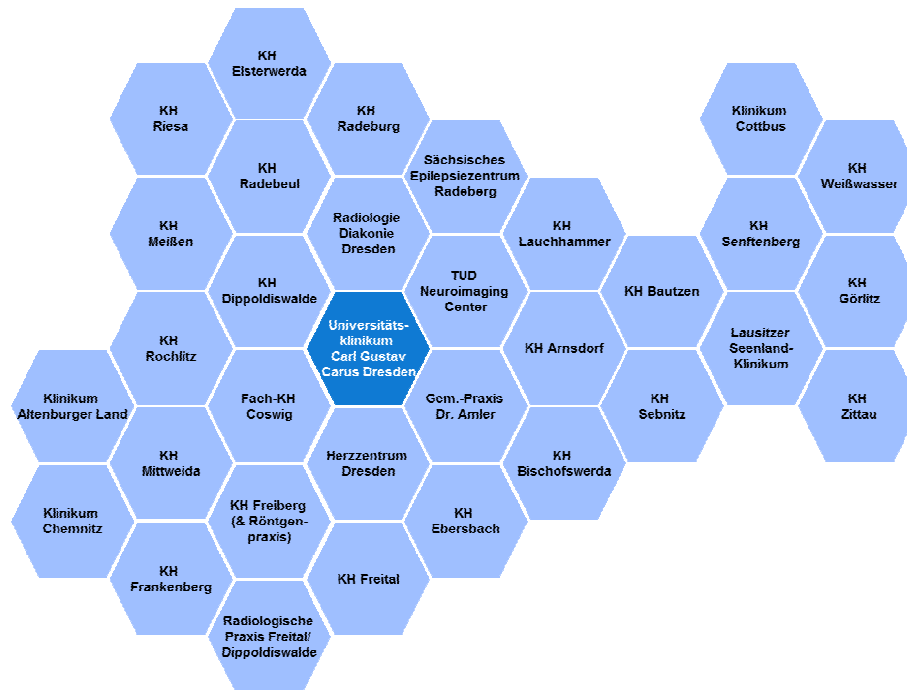 KH
Elsterwerda
KH
Riesa
KH
Radeburg
Klinikum
Cottbus
KH
Radebeul
Sächsisches
Epilepsiezentrum
Radeberg
KH
Weißwasser
KH
Meißen
Radiologie
Diakonie
Dresden
KH
Lauchhammer
KH
Senftenberg
KH
Dippoldiswalde
TUD
Neuroimaging
Center
KH Bautzen
KH
Görlitz
Universitäts-
klinikum
Carl Gustav
Carus Dresden
KH
Rochlitz
KH Arnsdorf
Lausitzer
Seenland-
Klinikum
Klinikum
Altenburger Land
Fach-KH
Coswig
Gem.-Praxis
Dr. Amler
KH
Sebnitz
KH
Zittau
KH
Mittweida
Herzzentrum
Dresden
KH
Bischofswerda
Klinikum
Chemnitz
KH Freiberg
(& Röntgen-
praxis)
KH
Ebersbach
KH
Frankenberg
KH Freital
Radiologische
Praxis Freital/
Dippoldiswalde